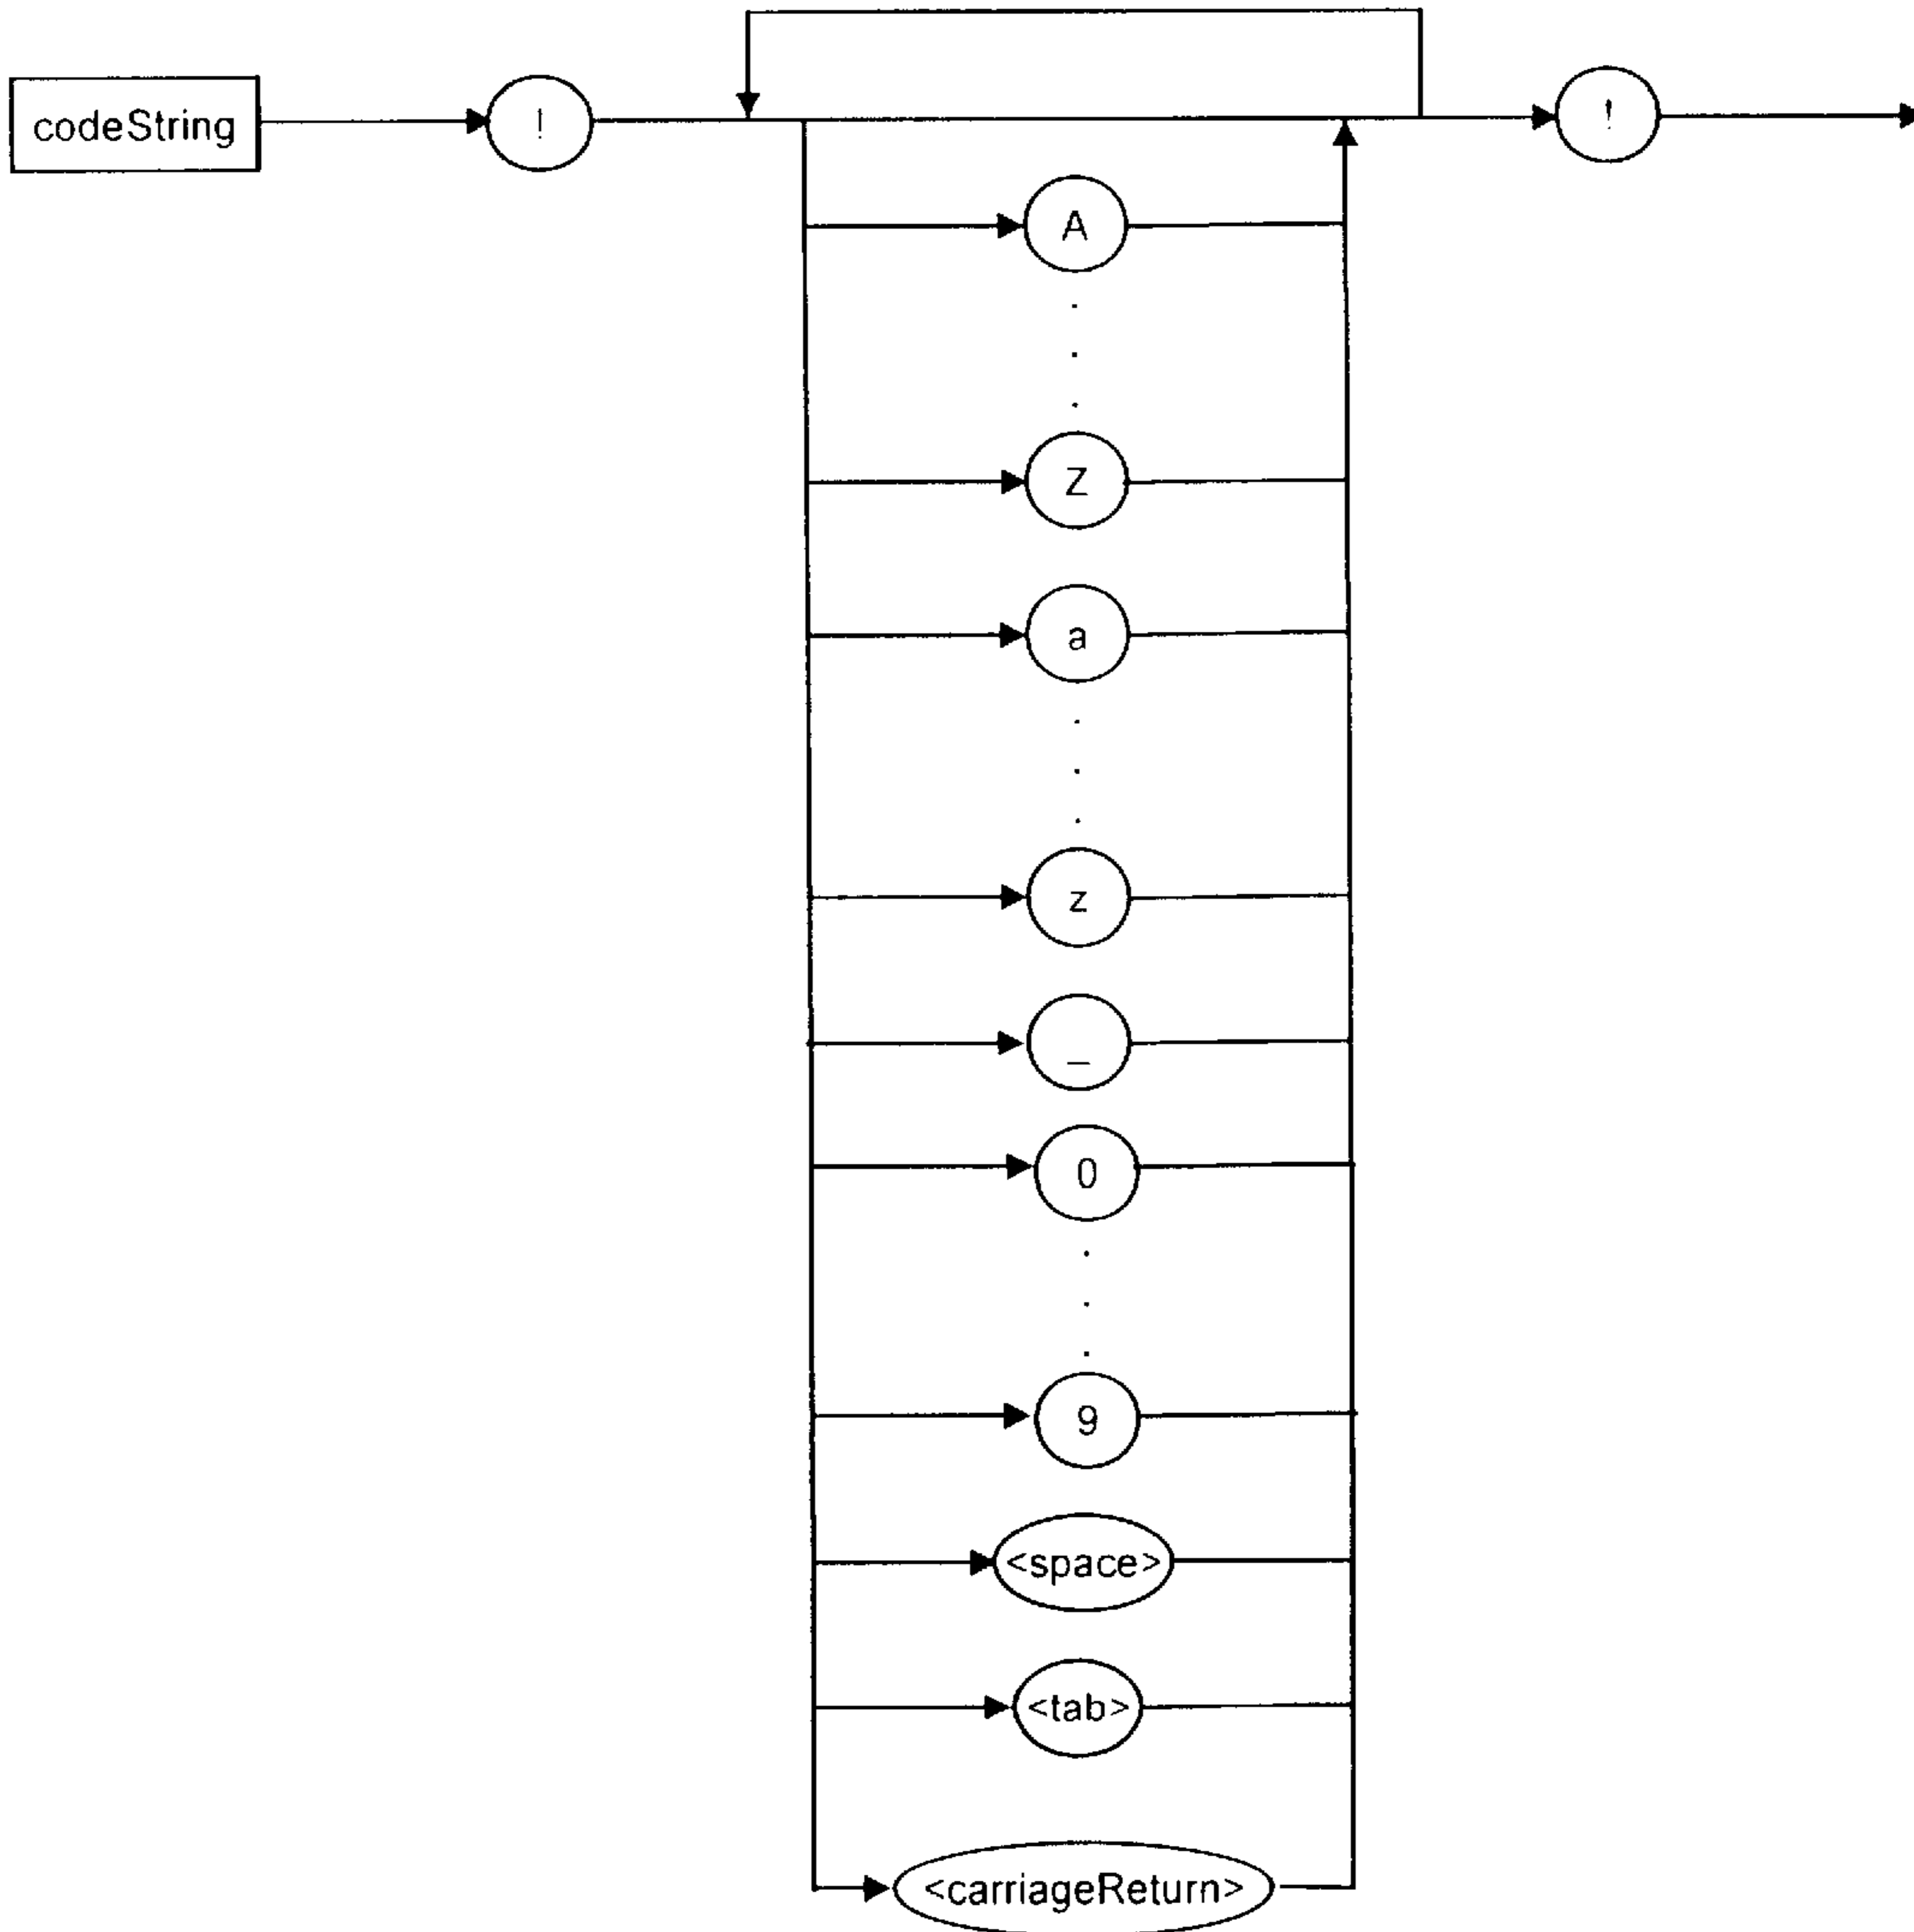 codeString
!
!
A
.
.
.
Z
a
.
.
.
z
_
0
.
.
.
9
<space>
<tab>
<carriageReturn>